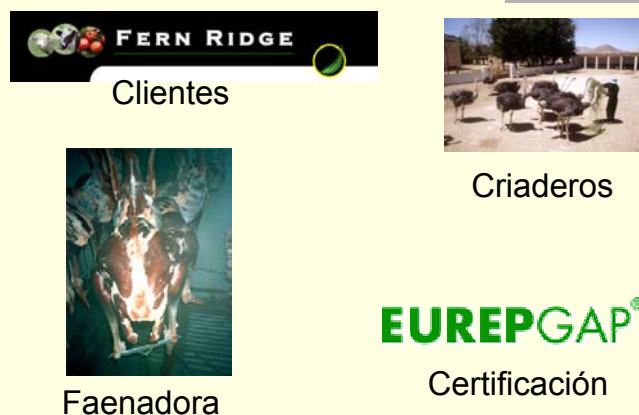 FERN RIDGE
Clientes
Criaderos
Faenadora
EUREPGAP®
Certificación